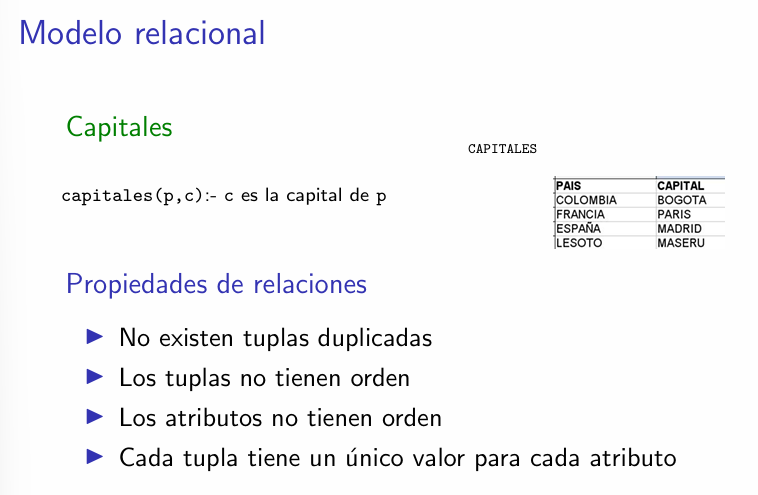 Modelo relacional
Capitales
CAPITALES
capitales(p,c):- c es la capital de p
PAIS CAPITAL
COLOMBIA BOGOTA
FRANCIA PARIS
ESPAÑA MADRID
LESOTO MASERU
Propiedades de relaciones
No existen tuplas duplicadas
Los tuplas no tienen orden
Los atributos no tienen orden
Cada tupla tiene un único valor para cada atributo